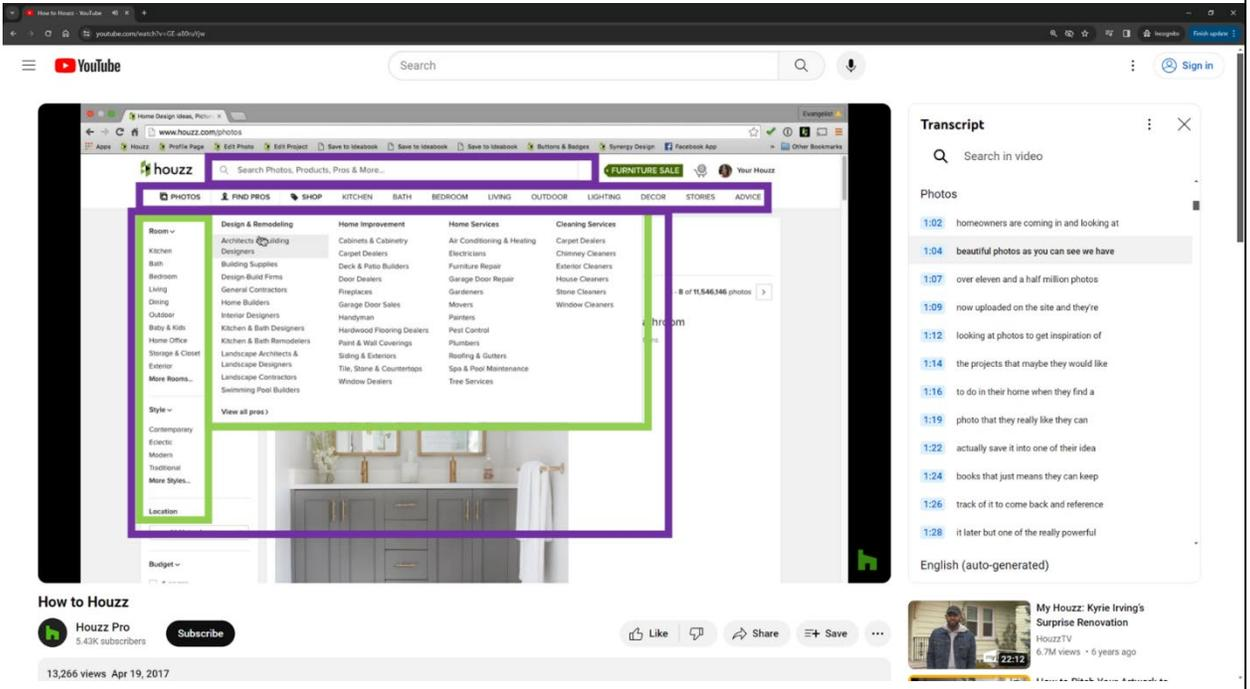 How to Houzz - YouTube
youtube.com/watch?v=GE-
Incognito
Finish update
YouTube
Search
Sign in
Home Design Ideas, Pictur
Evangelist
www.houzz.com/photos
Apps Houzz Profile Page Edit Photo Edit Project Save to Ideabook Save to Ideabook Save to Ideabook Buttons & Badges Synergy Design Facebook App » Other Bookmarks
houzz
Search Photos, Products, Pros & More...
FURNITURE SALE
Your Houzz
PHOTOS FIND PROS SHOP KITCHEN BATH BEDROOM LIVING OUTDOOR LIGHTING DECOR STORIES ADVICE
Room
Kitchen
Bath
Bedroom
Living
Dining
Outdoor
Baby & Kids
Home Office
Storage & Closet
Exterior
More Rooms...
Style
Contemporary
Eclectic
Modern
Traditional
More Styles...
Location
Budget
Design & Remodeling
Architects & Building
Designers
Building Supplies
Design-Build Firms
General Contractors
Home Builders
Interior Designers
Kitchen & Bath Designers
Kitchen & Bath Remodelers
Landscape Architects &
Landscape Designers
Landscape Contractors
Swimming Pool Builders
View all pros
Home Improvement
Cabinets & Cabinetry
Carpet Dealers
Deck & Patio Builders
Door Dealers
Fireplaces
Garage Door Sales
Handyman
Hardwood Flooring Dealers
Paint & Wall Coverings
Siding & Exteriors
Tile, Stone & Countertops
Window Dealers
Home Services
Air Conditioning & Heating
Electricians
Furniture Repair
Garage Door Repair
Gardeners
Movers
Painters
Pest Control
Plumbers
Roofing & Gutters
Spa & Pool Maintenance
Tree Services
Cleaning Services
Carpet Dealers
Chimney Cleaners
Exterior Cleaners
House Cleaners
Stone Cleaners
Window Cleaners
- 8 of 11,546,146 photos
Transcript
Search in video
Photos
1:02 homeowners are coming in and looking at
1:04 beautiful photos as you can see we have
1:07 over eleven and a half million photos
1:09 now uploaded on the site and they're
1:12 looking at photos to get inspiration of
1:14 the projects that maybe they would like
1:16 to do in their home when they find a
1:19 photo that they really like they can
1:22 actually save it into one of their idea
1:24 books that just means they can keep
1:26 track of it to come back and reference
1:28 it later but one of the really powerful
English (auto-generated)
How to Houzz
Houzz Pro
5.43K subscribers
Subscribe
Like
Share
Save
13,266 views Apr 19, 2017
My Houzz: Kyrie Irving's
Surprise Renovation
HouzzTV
6.7M views • 6 years ago
22:12
How to Pitch Your Artwork to